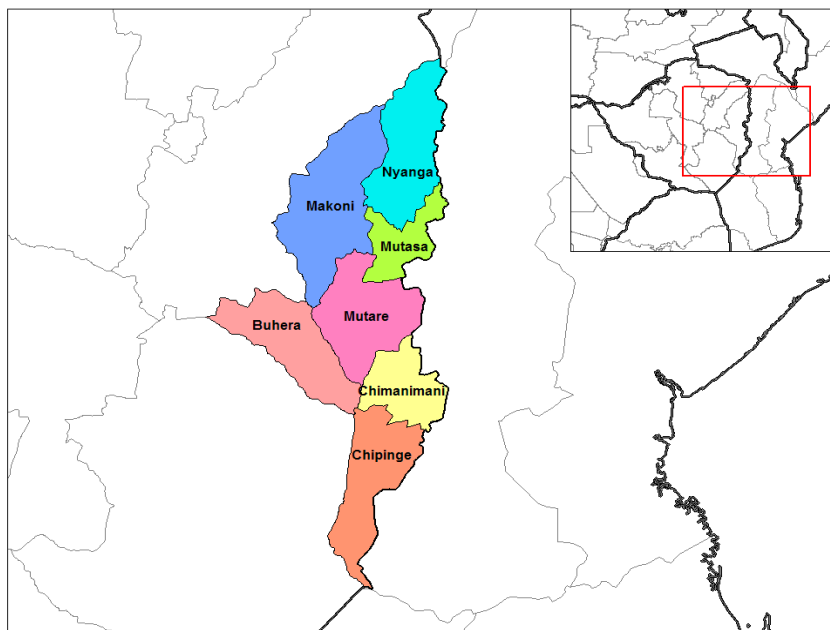 Nyanga
Makoni
Mutasa
Mutare
Buhera
Chimanimani
Chipinge